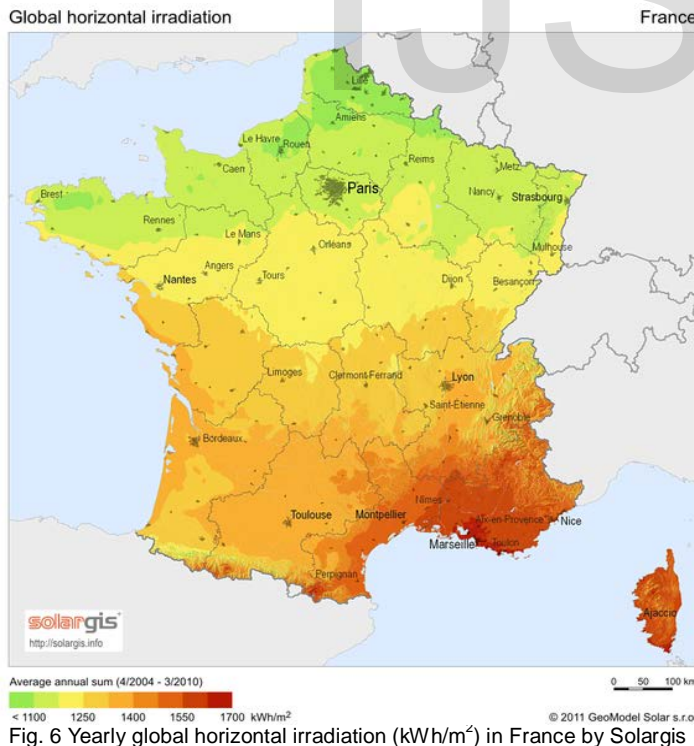 IJS
Global horizontal irradiation France
Lille
Amiens
Le Havre
Rouen
Caen
Reims
Metz
Paris
Nancy Strasbourg
Brest
Rennes
Le Mans
Orléans
Mulhouse
Angers
Nantes Tours
Dijon Besançon
Limoges Clermont-Ferrand Lyon
Saint-Étienne
Grenoble
Bordeaux
Nîmes
Toulouse Montpellier Aix-en-Provence Nice
Marseille Toulon
Perpignan
Ajaccio
solargis
http://solargis.info
Average annual sum (4/2004 - 3/2010) 0 50 100 km
< 1100 1250 1400 1550 1700 kWh/m²
© 2011 GeoModel Solar s.r.o
Fig. 6 Yearly global horizontal irradiation (kWh/m²) in France by Solargis